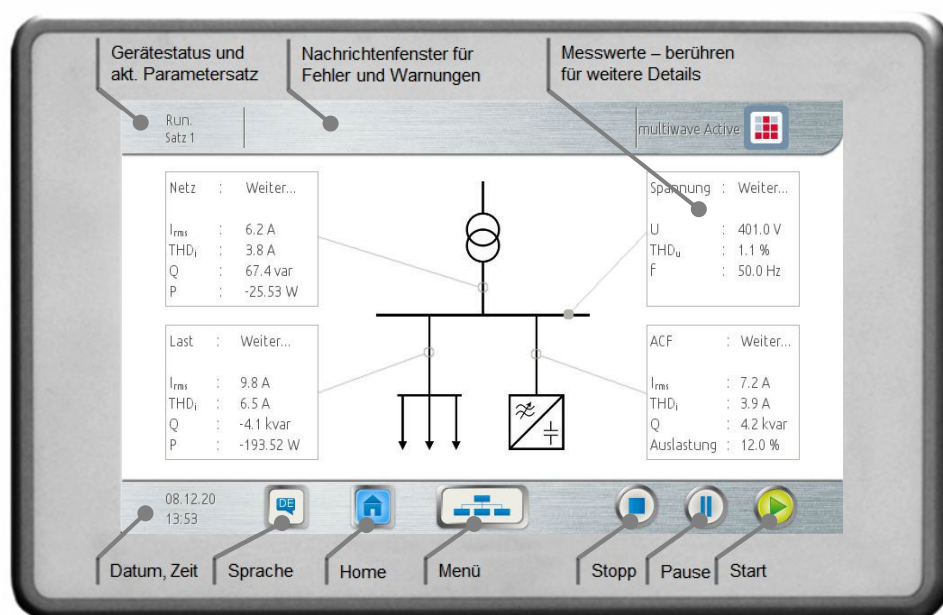 Gerätestatus und
akt. Parametersatz
Nachrichtenfenster für
Fehler und Warnungen
Messwerte – berühren
für weitere Details
Run.
Satz 1
multiwave Active
Netz : Weiter...
Irms : 6.2 A
THDi : 3.8 A
Q : 67.4 var
P : -25.53 W
Spannung : Weiter...
U : 401.0 V
THDu : 1.1 %
f : 50.0 Hz
Last : Weiter...
Irms : 9.8 A
THDi : 6.5 A
Q : -4.1 kvar
P : -193.52 W
ACF : Weiter...
Irms : 7.2 A
THDi : 3.9 A
Q : 4.2 kvar
Auslastung : 12.0 %
08.12.20
13:53
DE
Datum, Zeit
Sprache
Home
Menü
Stopp
Pause
Start